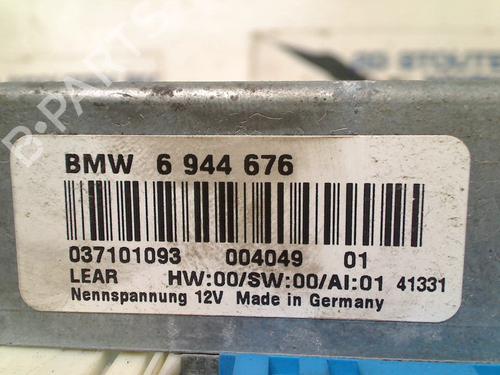 BMW 6 944 676
037101093 004049 01
LEAR HW:00/SW:00/AI:01 41331
Nennspannung 12V Made in Germany
B-PARTS